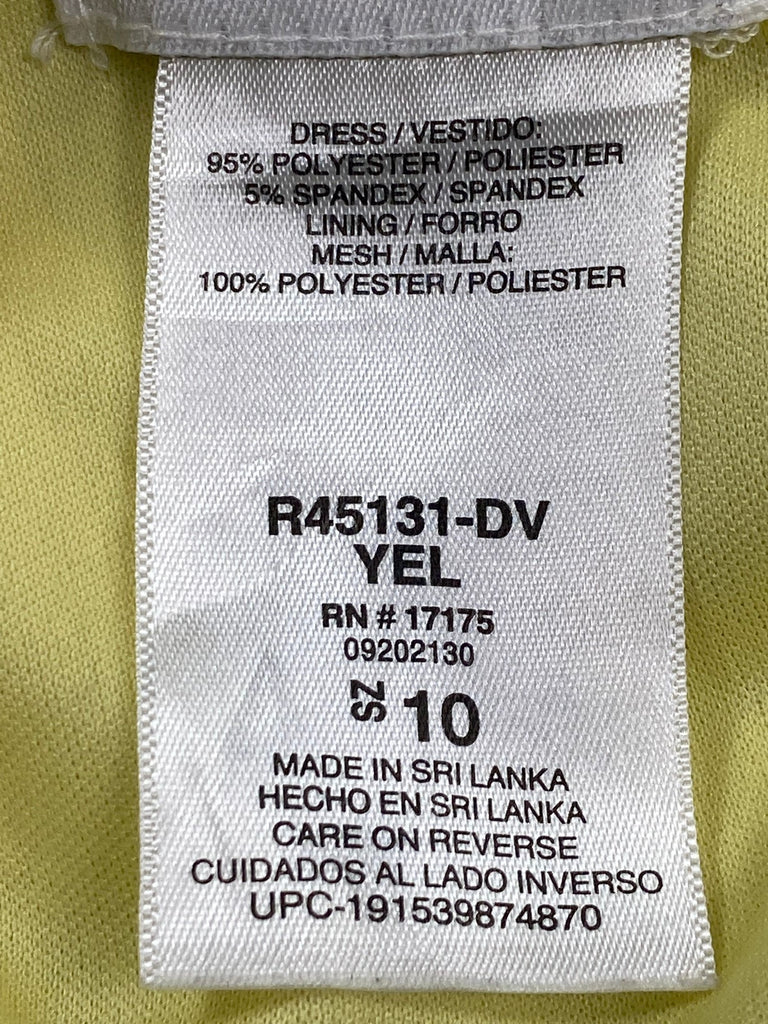 DRESS / VESTIDO:
95% POLYESTER / POLIESTER
5% SPANDEX / SPANDEX
LINING / FORRO
MESH / MALLA:
100% POLYESTER / POLIESTER
R45131-DV
YEL
RN # 17175
09202130
SZ 10
MADE IN SRI LANKA
HECHO EN SRI LANKA
CARE ON REVERSE
CUIDADOS AL LADO INVERSO
UPC-191539874870